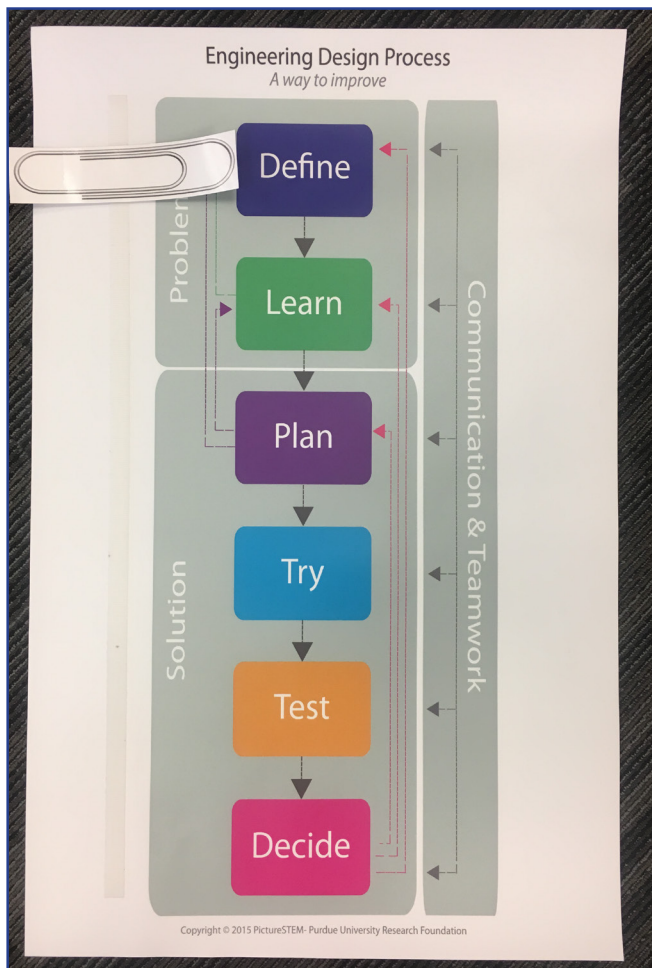 Engineering Design Process
A way to improve
Define
Learn
Plan
Solution
Try
Test
Decide
Communication & Teamwork
Copyright © 2015 PictureSTEM- Purdue University Research Foundation